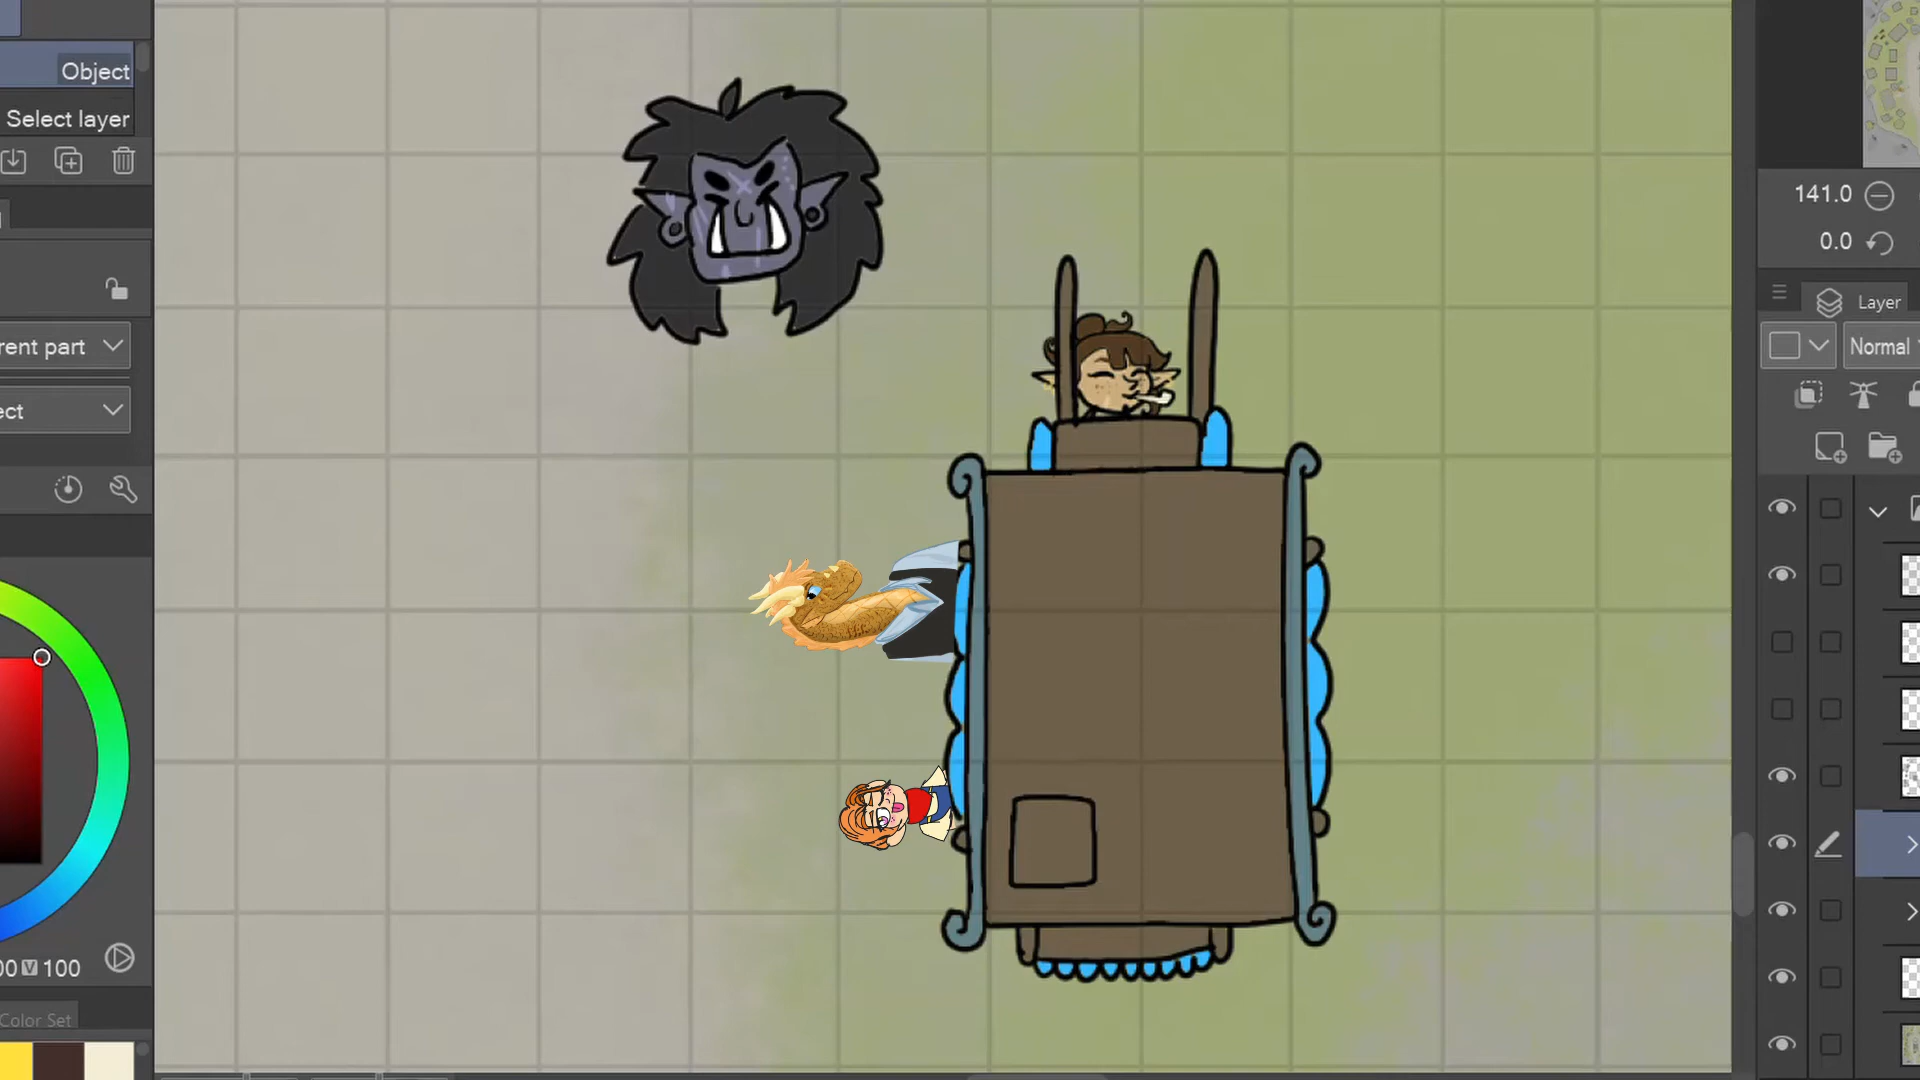 Object
Select layer
rent part
ect
00 V 100
Color Set
141.0
0.0
Layer
Normal